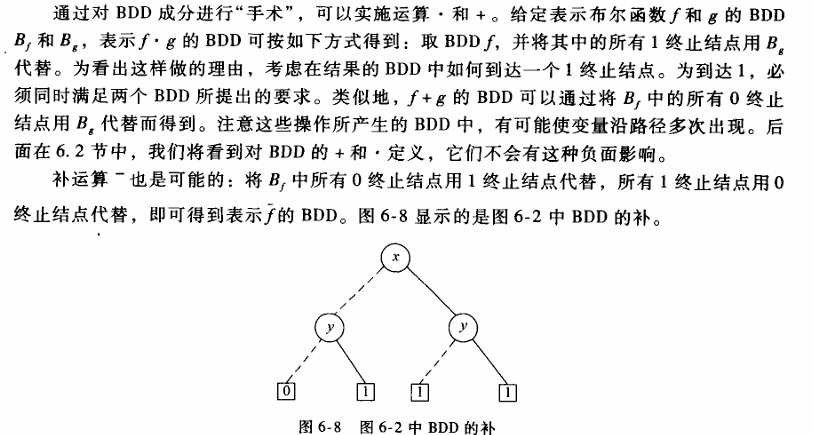 通过对 BDD 成分进行“手术”，可以实施运算 · 和 + 。给定表示布尔函数 f 和 g 的 BDD
B_f 和 B_g，表示 f · g 的 BDD 可按如下方式得到：取 BDD f，并将其中的所有 1 终止结点用 B_g
代替。为看出这样做的理由，考虑在结果的 BDD 中如何到达一个 1 终止结点。为到达 1，必
须同时满足两个 BDD 所提出的要求。类似地，f + g 的 BDD 可以通过将 B_f 中的所有 0 终止
结点用 B_g 代替而得到。注意这些操作所产生的 BDD 中，有可能使变量沿路径多次出现。后
面在 6.2 节中，我们将看到对 BDD 的 + 和 · 定义，它们不会有这种负面影响。
补运算 ¯ 也是可能的：将 B_f 中所有 0 终止结点用 1 终止结点代替，所有 1 终止结点用 0
终止结点代替，即可得到表示 f̄ 的 BDD。图 6-8 显示的是图 6-2 中 BDD 的补。
x
y y
0 1 1 1
图 6-8 图 6-2 中 BDD 的补